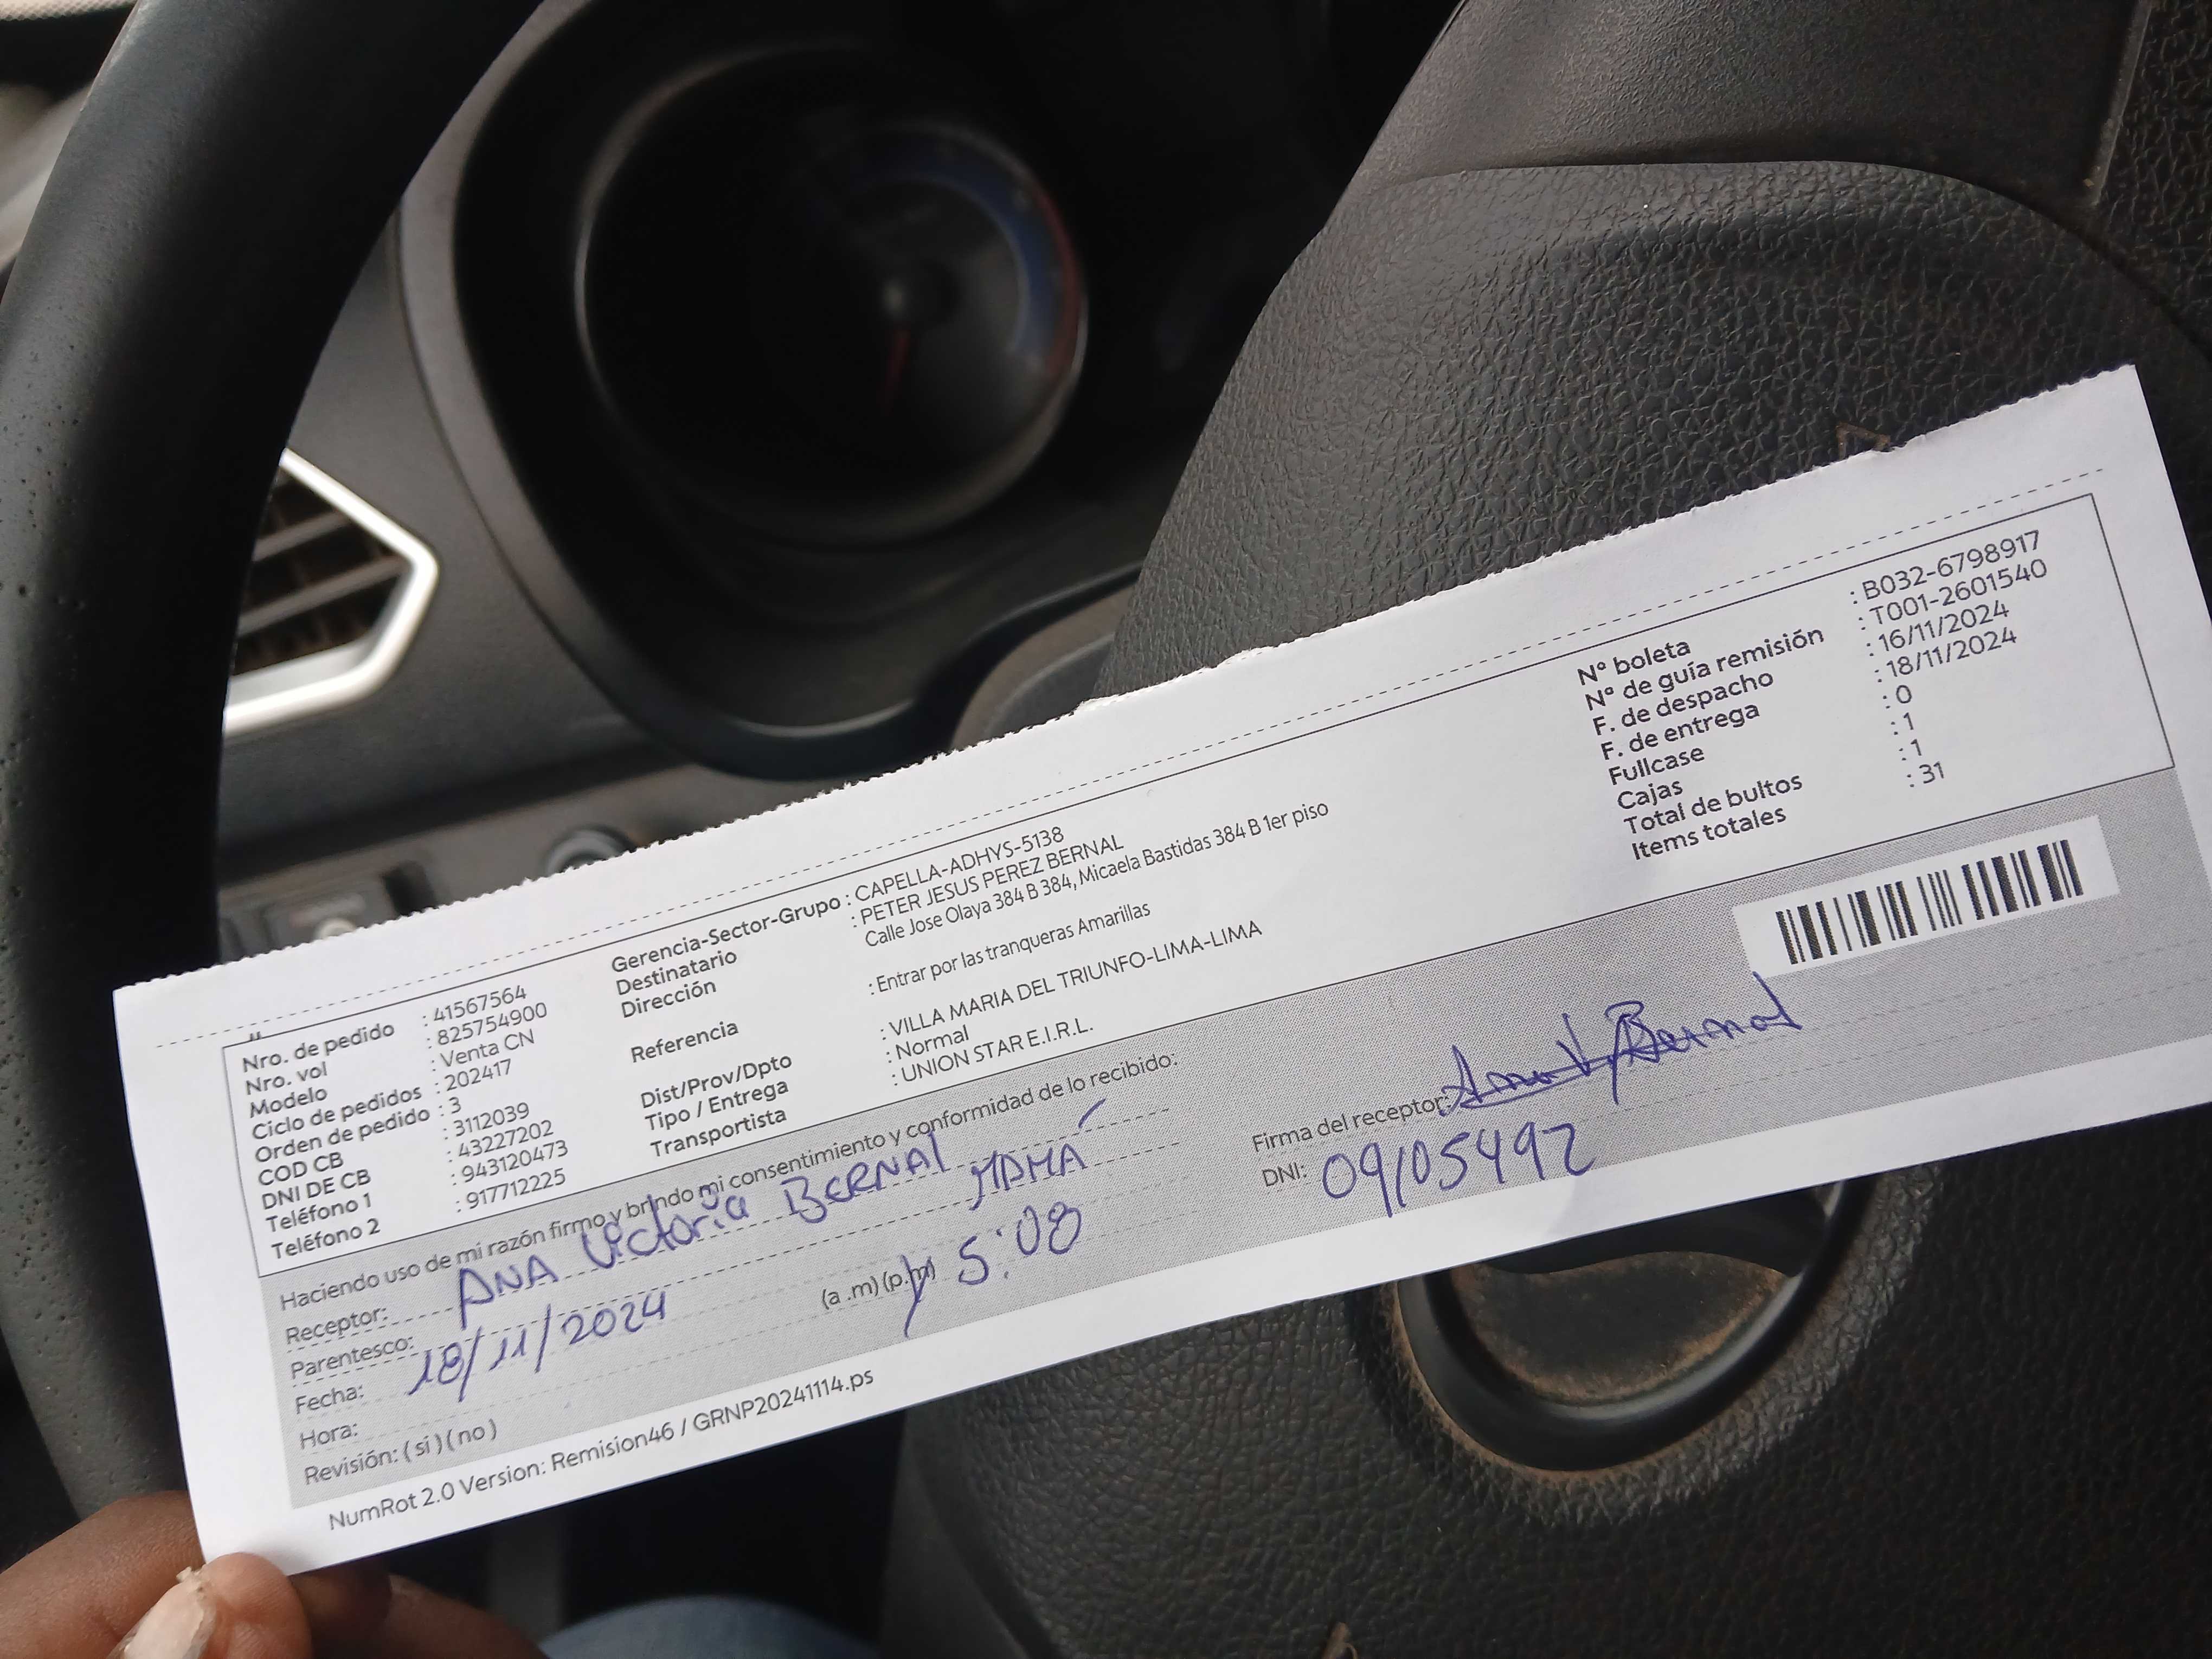 Nro. de pedido : 41567564
Nro. vol : 825754900
Modelo : Venta CN
Ciclo de pedidos : 202417
Orden de pedido : 3
COD CB : 3112039
DNI DE CB : 43227202
Teléfono 1 : 943120473
Teléfono 2 : 917712225
Gerencia-Sector-Grupo : CAPELLA-ADHYS-5138
Destinatario : PETER JESUS PEREZ BERNAL
Dirección Calle Jose Olaya 384 B 384, Micaela Bastidas 384 B 1er piso
Referencia : Entrar por las tranqueras Amarillas
Dist/Prov/Dpto : VILLA MARIA DEL TRIUNFO-LIMA-LIMA
Tipo / Entrega : Normal
Transportista : UNION STAR E.I.R.L.
N° boleta : B032-6798917
N° de guía remisión : T001-2601540
F. de despacho : 16/11/2024
F. de entrega : 18/11/2024
Fullcase : 0
Cajas : 1
Total de bultos : 1
Items totales : 31
Haciendo uso de mi razón firmo y brindo mi consentimiento y conformidad de lo recibido:
Receptor: ANA Victoria BERNAL
Parentesco: MAMÁ
Fecha: 18/11/2024
Hora: (a .m) (p.m) 5:08
Revisión: ( si ) ( no )
Firma del receptor: Ana V. Bernal
DNI: 09105492
NumRot 2.0 Version: Remision46 / GRNP20241114.ps